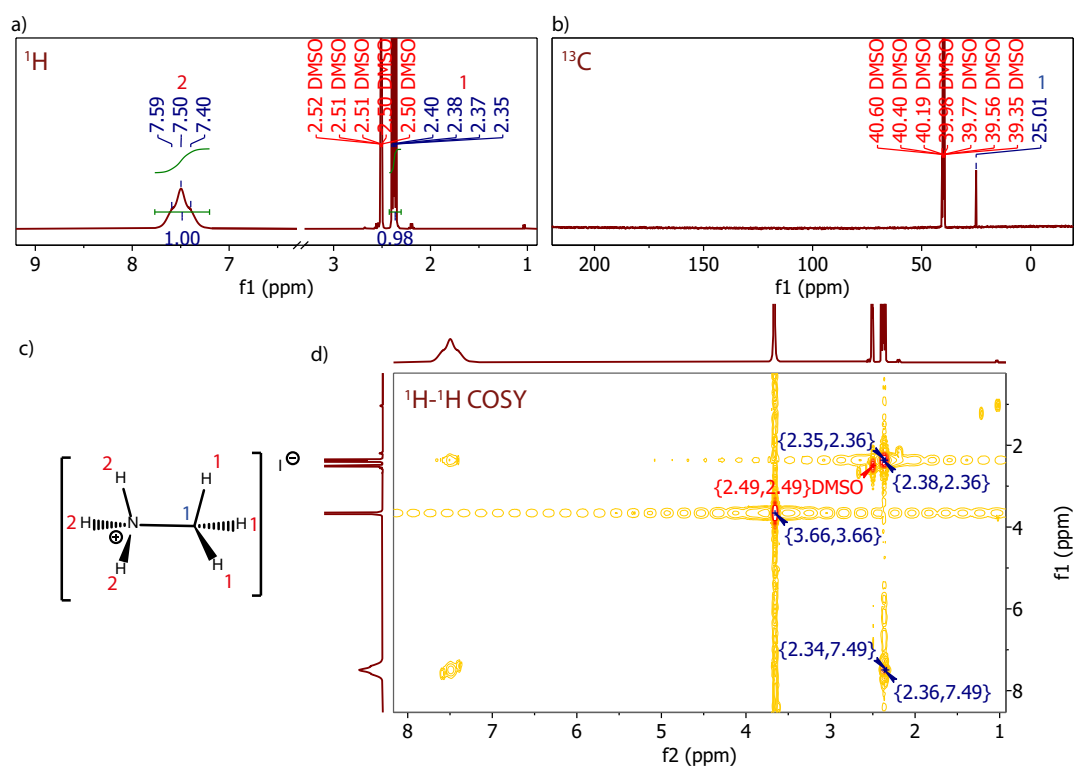 a)
¹H
2
7.59
7.50
7.40
2.52 DMSO
2.51 DMSO
2.51 DMSO
2.50 DMSO
2.50 DMSO
1
2.40
2.38
2.37
2.35
1.00
0.98
9 8 7 3 2 1
f1 (ppm)
b)
¹³C
40.60 DMSO
40.40 DMSO
40.19 DMSO
39.98 DMSO
39.77 DMSO
39.56 DMSO
39.35 DMSO
1
25.01
200 150 100 50 0
f1 (ppm)
c)
2 1
H H I ⊖
2 H N 1 H 1
⊕
H H
2 1
d)
¹H-¹H COSY
{2.35,2.36}
{2.38,2.36}
{2.49,2.49}DMSO
{3.66,3.66}
{2.34,7.49}
{2.36,7.49}
2
4
6
8
f1 (ppm)
8 7 6 5 4 3 2 1
f2 (ppm)